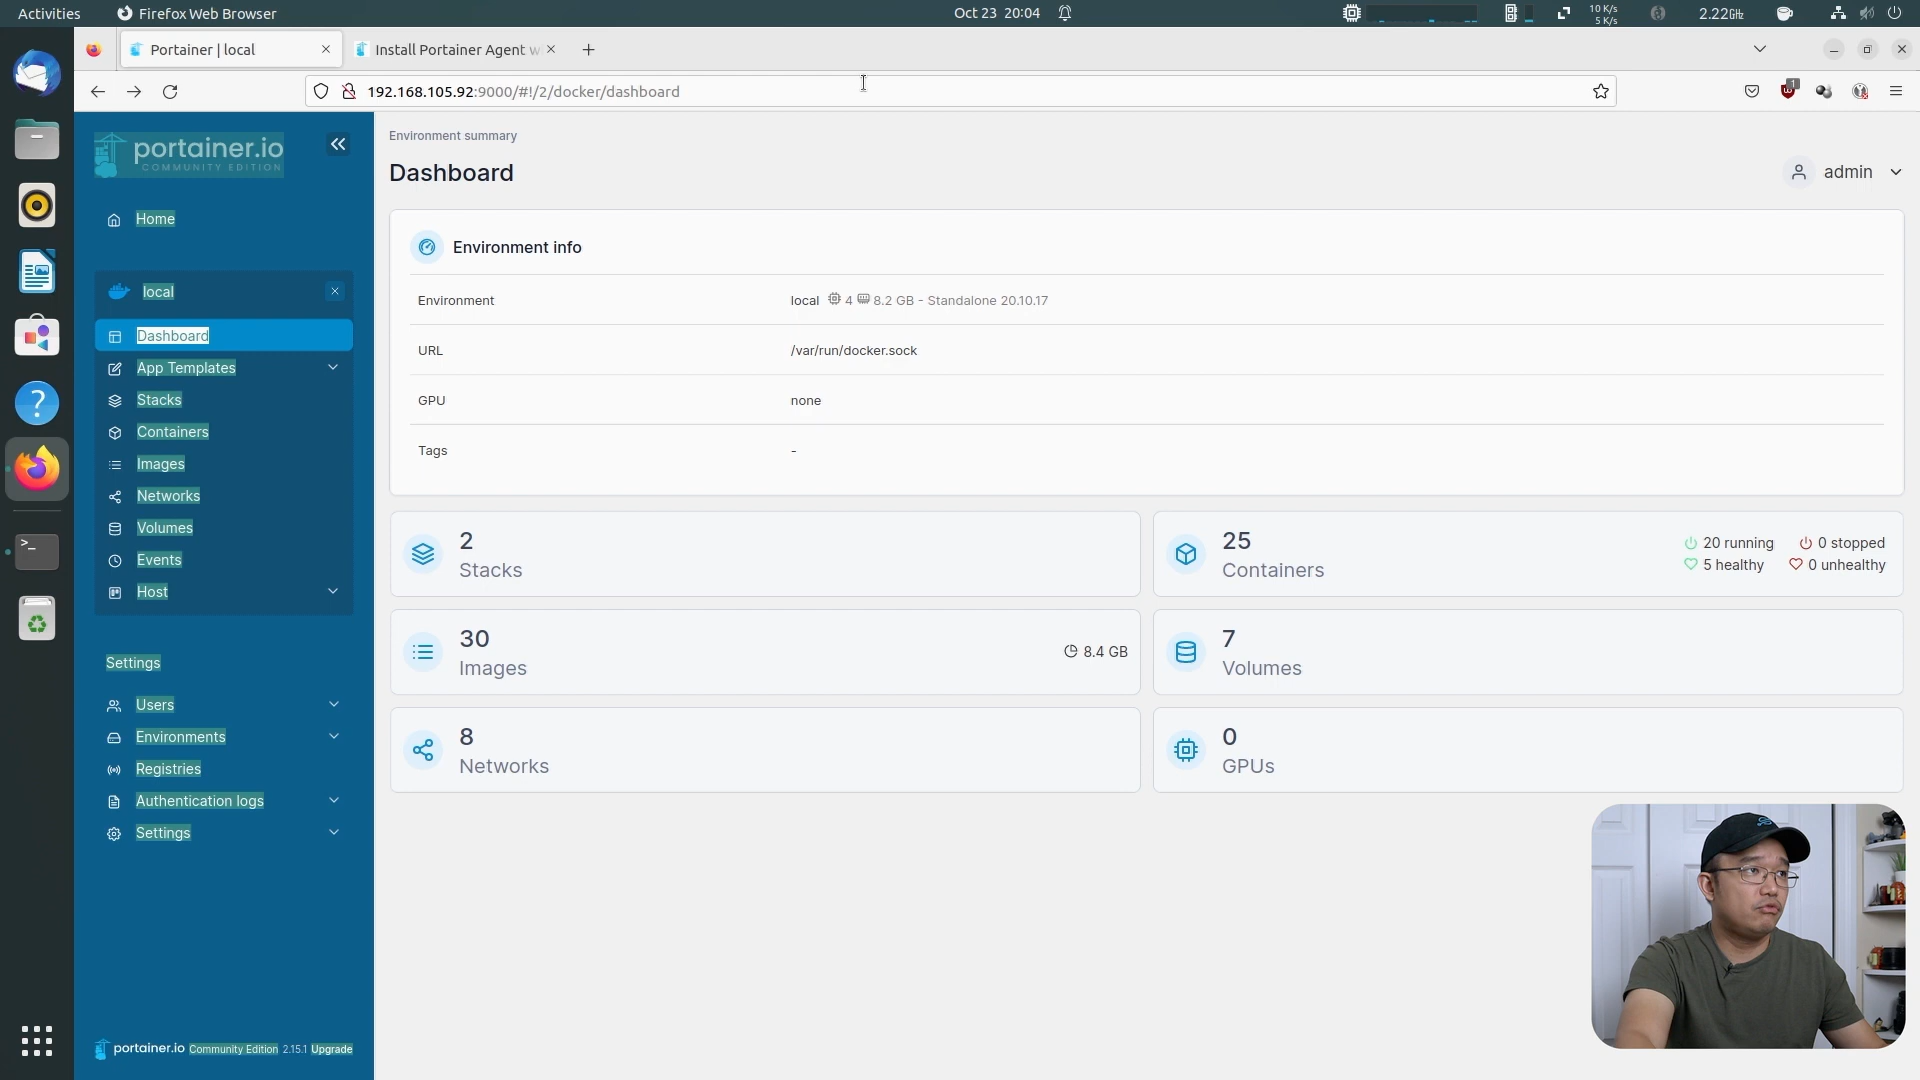 Activities
Firefox Web Browser
Oct 23 20:04
10 K/s
5 K/s
2.22GHz
Portainer | local
Install Portainer Agent w
192.168.105.92:9000/#!/2/docker/dashboard
1
portainer.io
COMMUNITY EDITION
Home
local
Dashboard
App Templates
Stacks
Containers
Images
Networks
Volumes
Events
Host
Settings
Users
Environments
Registries
Authentication logs
Settings
portainer.io Community Edition 2.15.1 Upgrade
Environment summary
Dashboard
admin
Environment info
Environment local 4 8.2 GB - Standalone 20.10.17
URL /var/run/docker.sock
GPU none
Tags -
2
Stacks
25
Containers
20 running 0 stopped
5 healthy 0 unhealthy
30
Images
8.4 GB
7
Volumes
8
Networks
0
GPUs